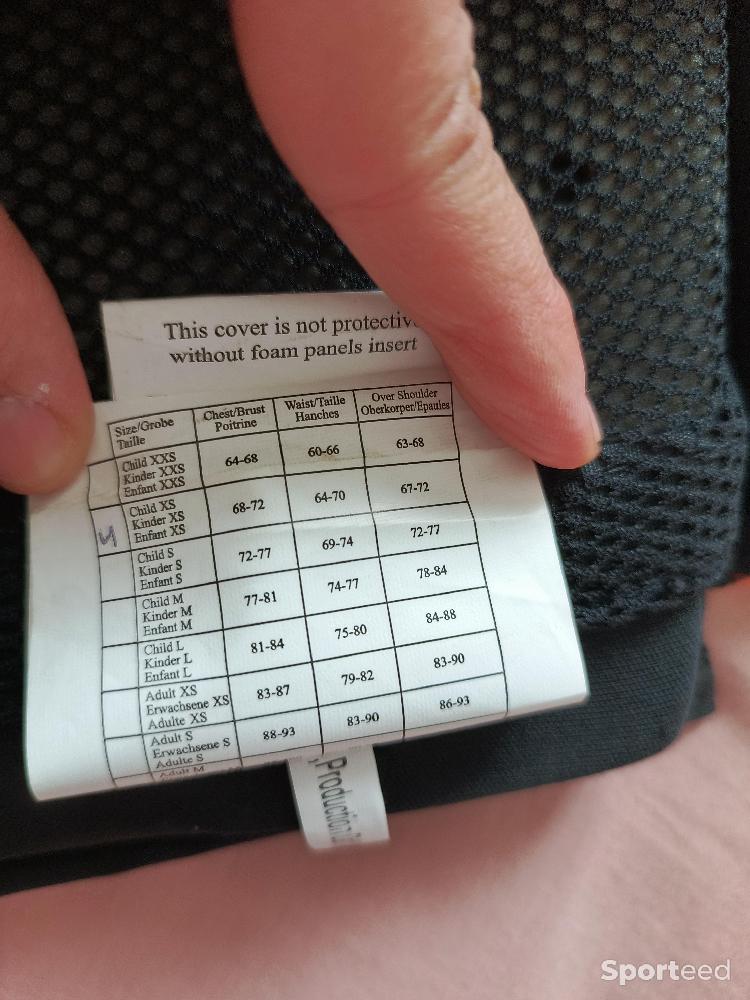 This cover is not protective
without foam panels insert
Size/Grobe Taille Chest/Brust Poitrine Waist/Taille Hanches Over Shoulder Oberkorper/Epaules
Child XXS Kinder XXS Enfant XXS 64-68 60-66 63-68
Child XS Kinder XS Enfant XS 68-72 64-70 67-72
Child S Kinder S Enfant S 72-77 69-74 72-77
Child M Kinder M Enfant M 77-81 74-77 78-84
Child L Kinder L Enfant L 81-84 75-80 84-88
Adult XS Erwachsene XS Adulte XS 83-87 79-82 83-90
Adult S Erwachsene S Adulte S 88-93 83-90 86-93
Adult M
Production
Sporteed